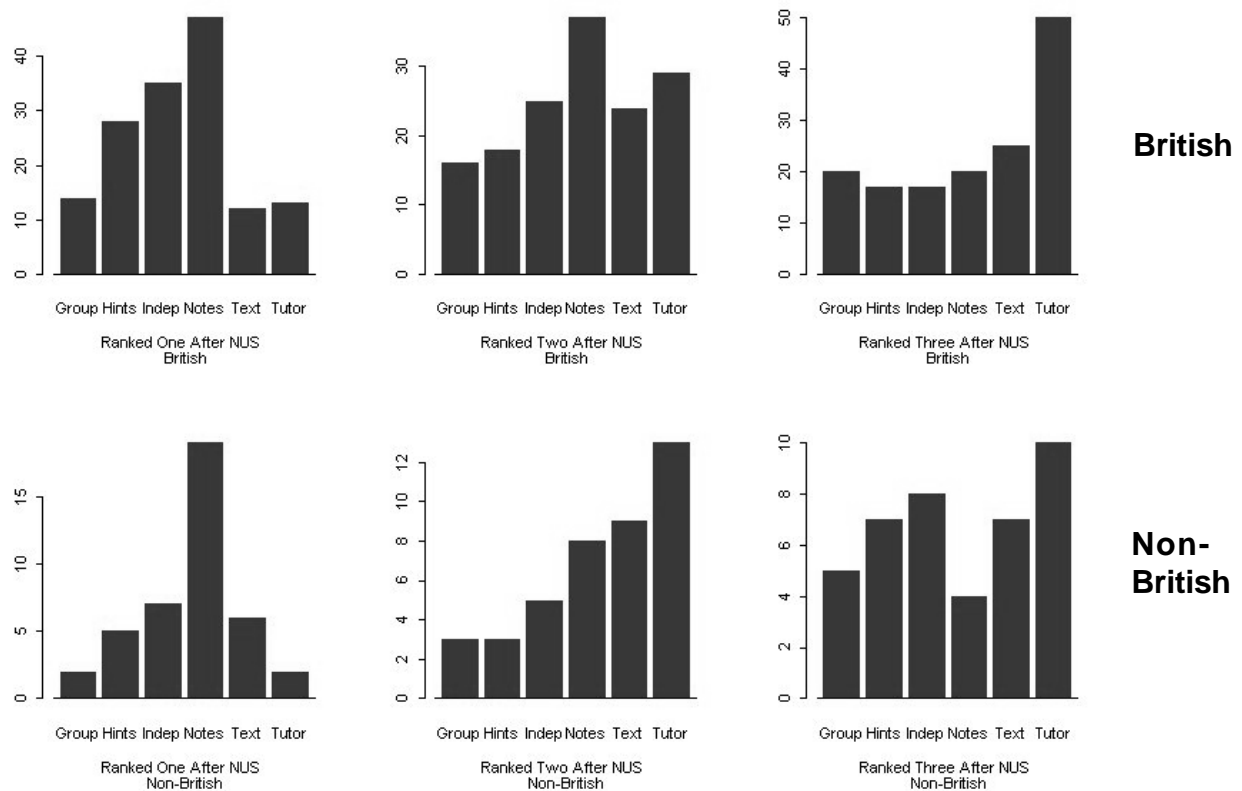 0
10
20
30
40
Group Hints Indep Notes Text Tutor
Ranked One After NUS
British
0
10
20
30
Group Hints Indep Notes Text Tutor
Ranked Two After NUS
British
0
10
20
30
40
50
Group Hints Indep Notes Text Tutor
Ranked Three After NUS
British
British
0
5
10
15
Group Hints Indep Notes Text Tutor
Ranked One After NUS
Non-British
0
2
4
6
8
10
12
Group Hints Indep Notes Text Tutor
Ranked Two After NUS
Non-British
0
2
4
6
8
10
Group Hints Indep Notes Text Tutor
Ranked Three After NUS
Non-British
Non-
British